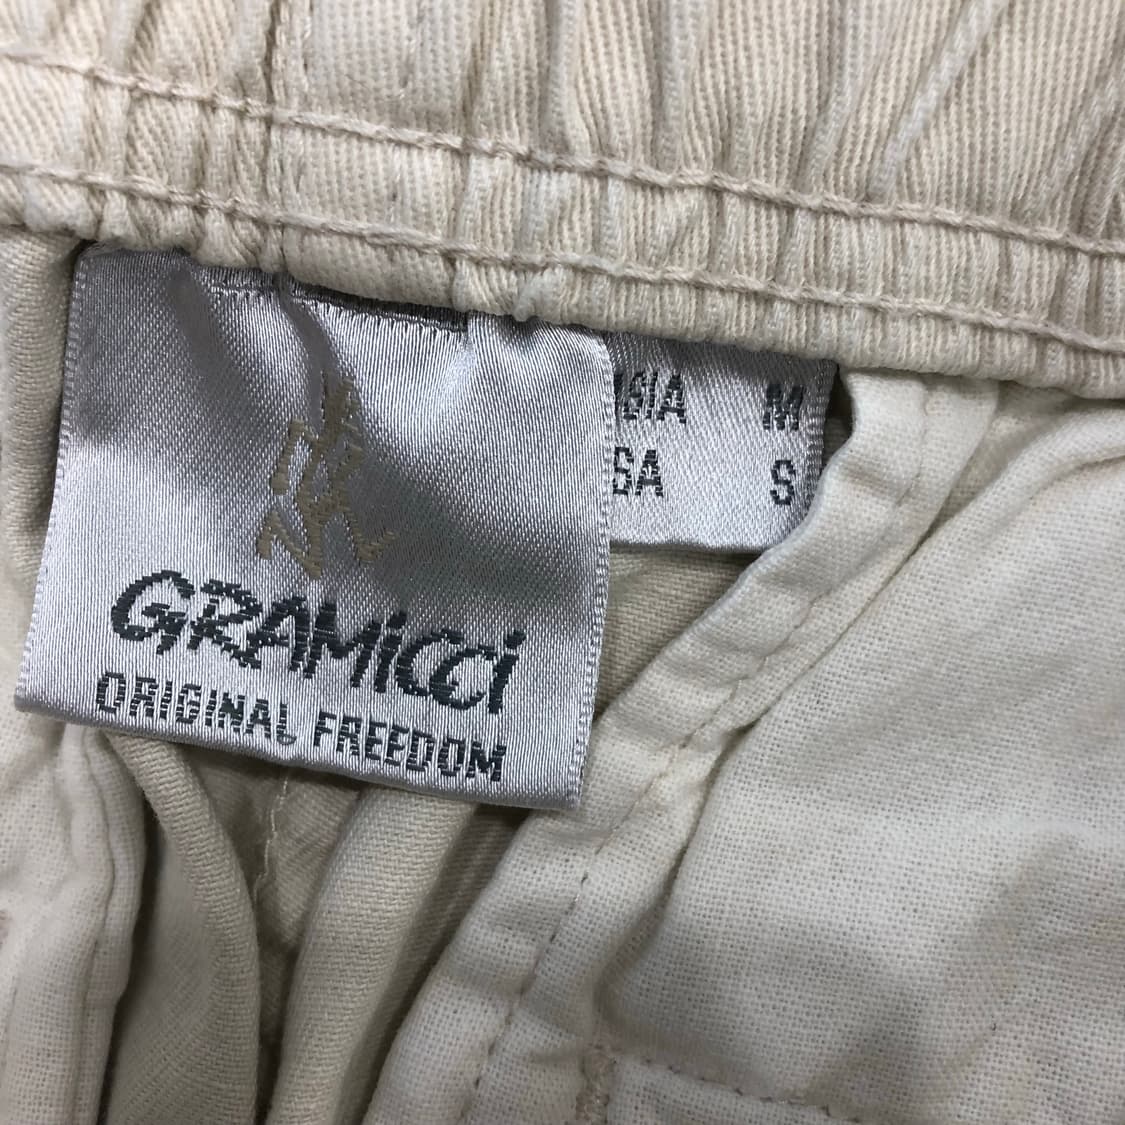 GRAMiCCi
ORIGINAL FREEDOM
SIA M
SA S